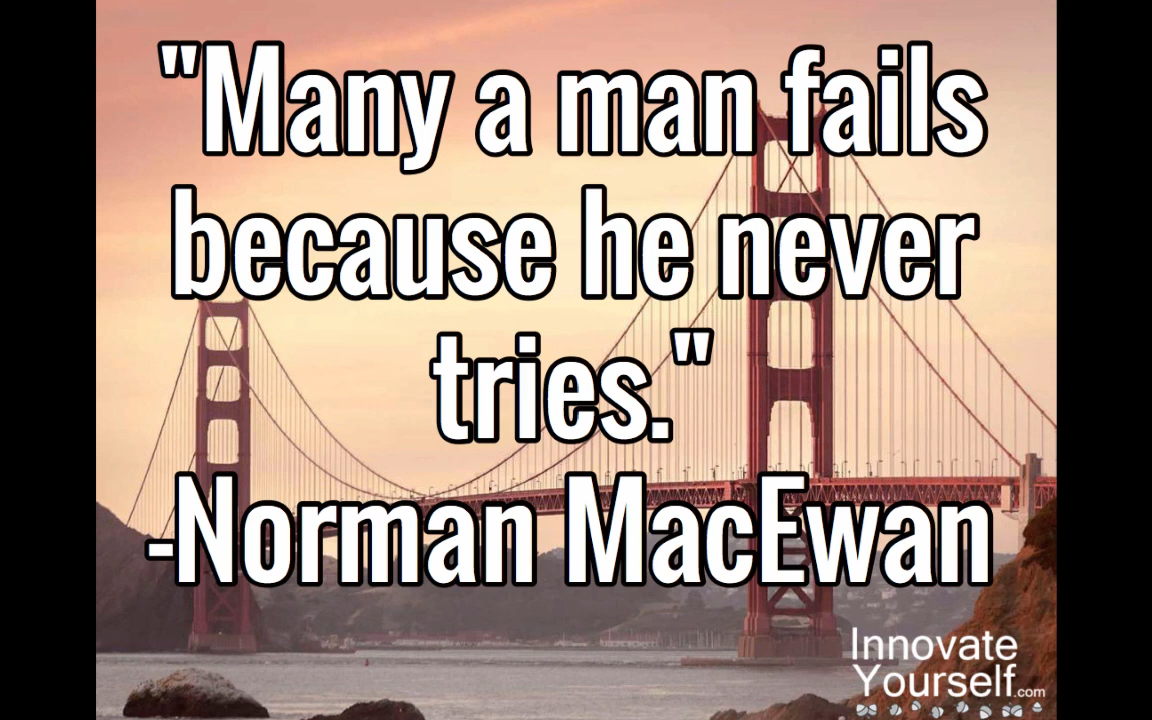 "Many a man fails
because he never
tries."
-Norman MacEwan
Innovate
Yourself.com